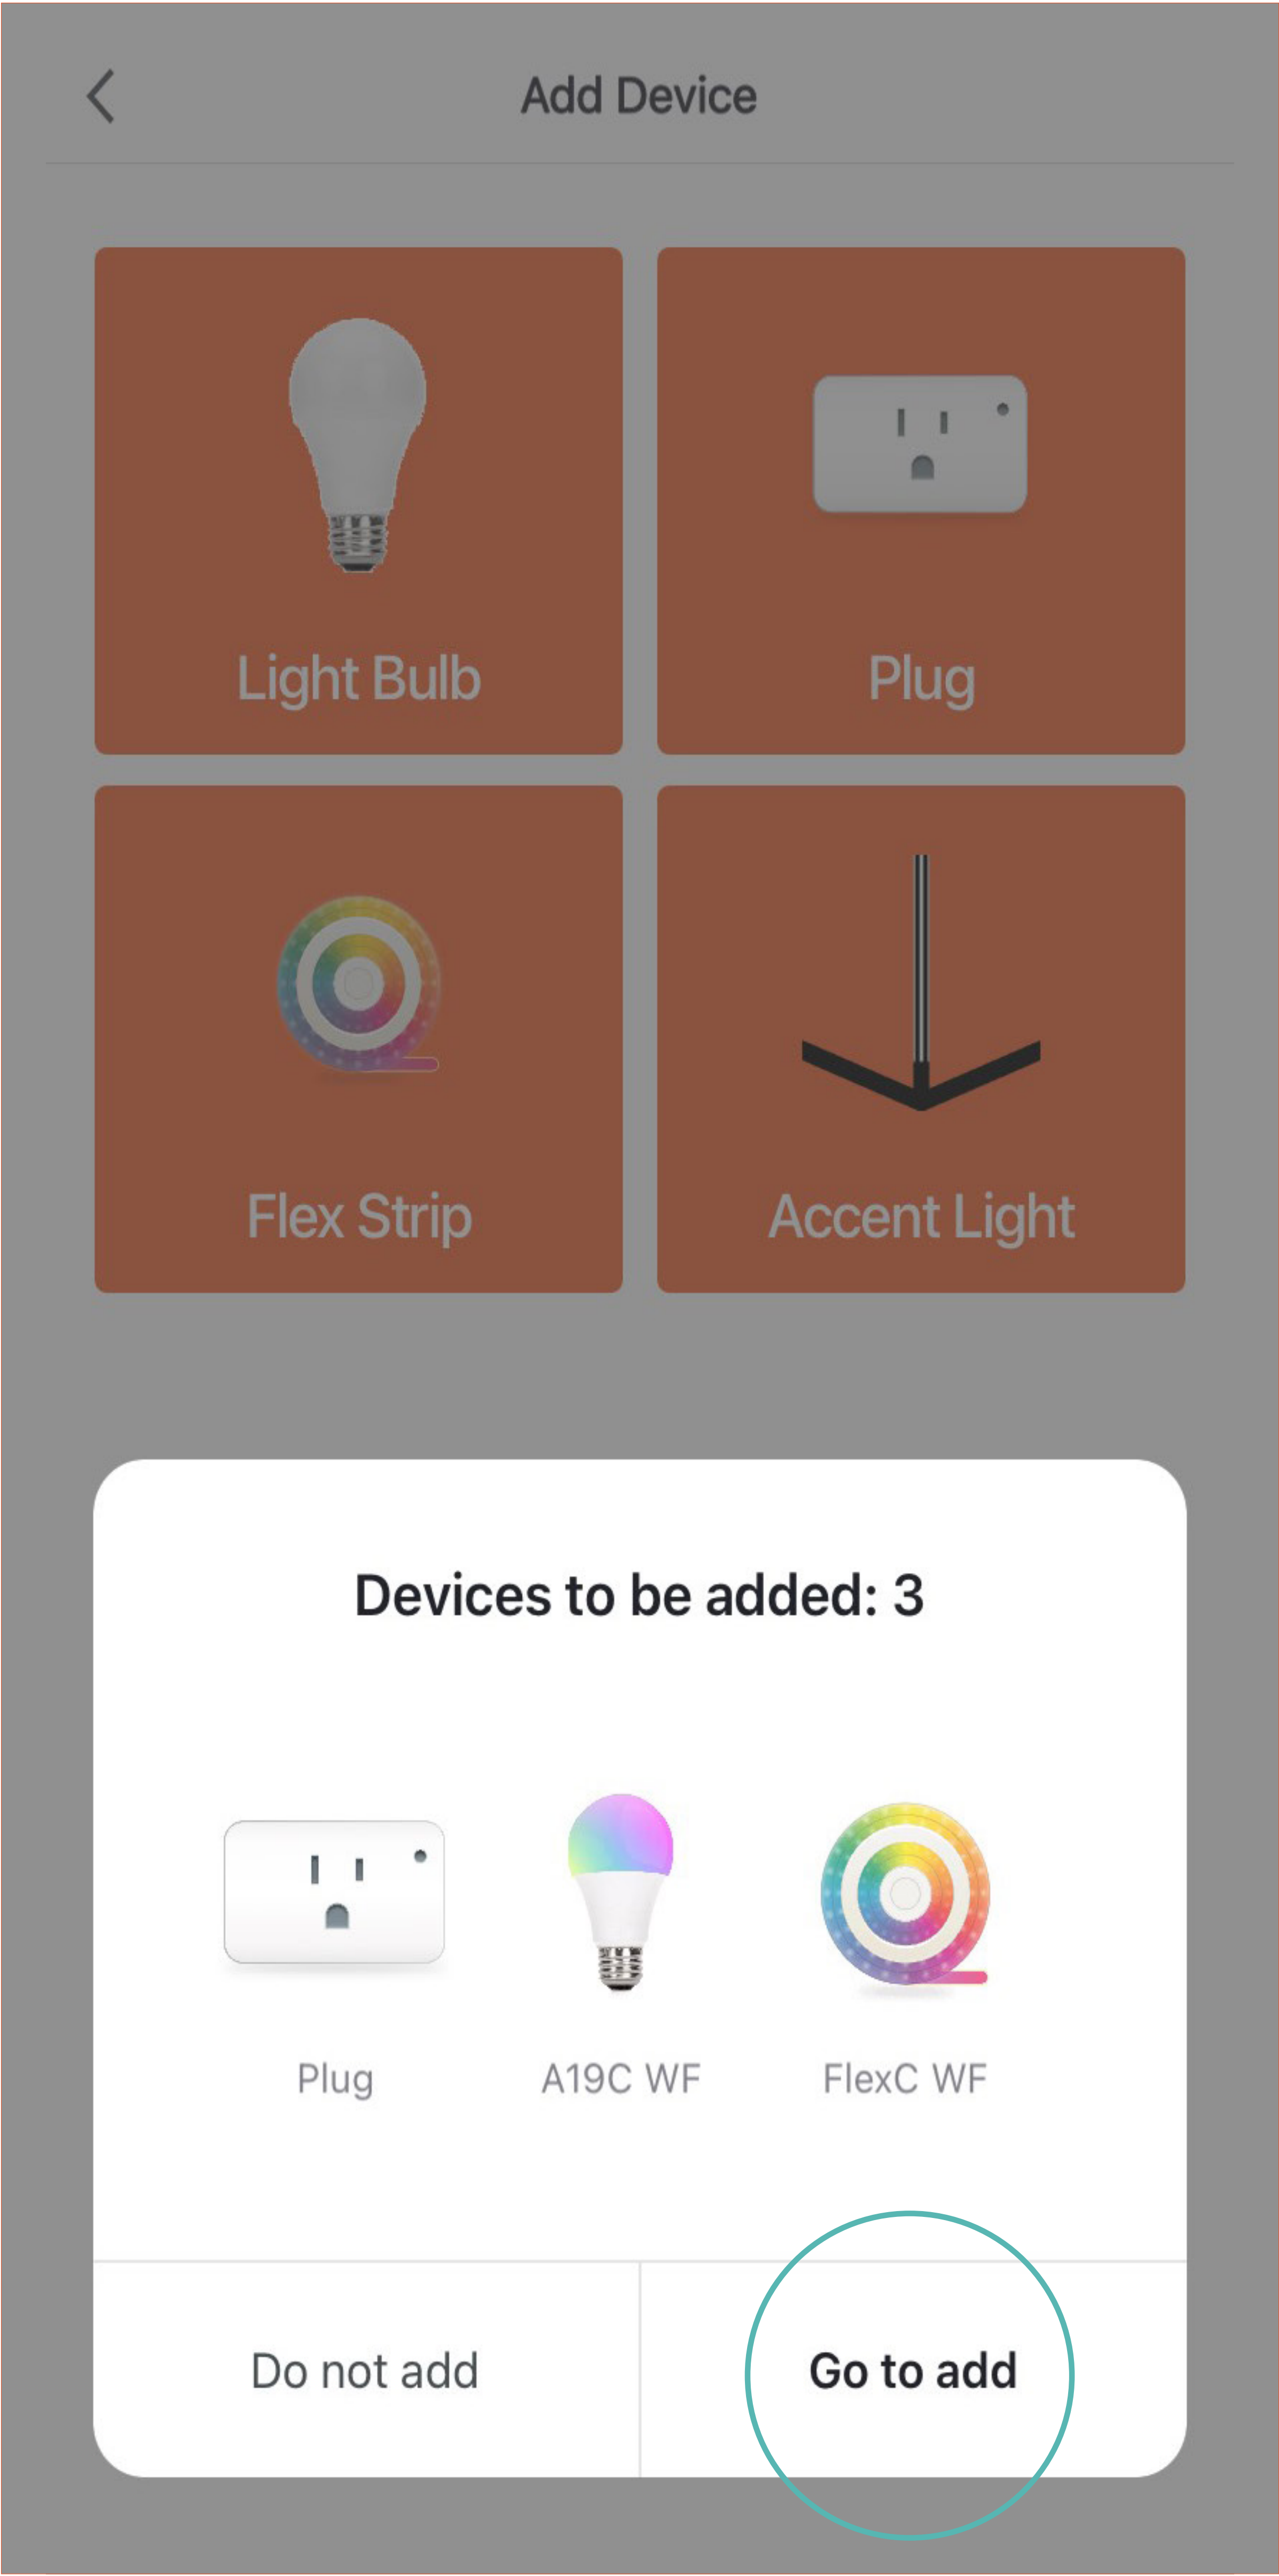 Add Device
Light Bulb
Plug
Flex Strip
Accent Light
Devices to be added: 3
Plug
A19C WF
FlexC WF
Do not add
Go to add